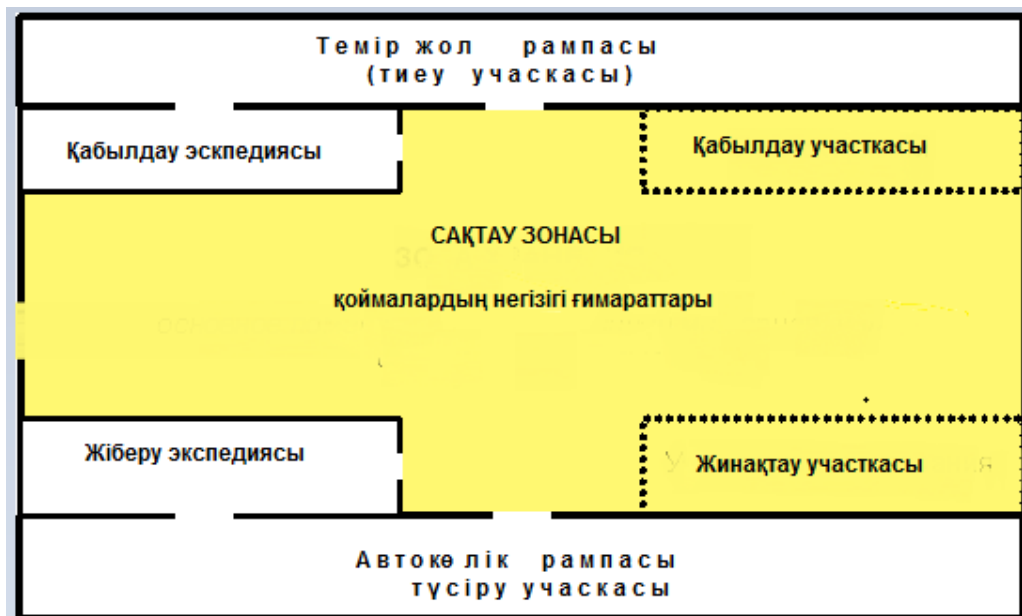 Темір жол рампасы
(тиеу учаскасы)
Қабылдау эскпедиясы
Қабылдау участкасы
САҚТАУ ЗОНАСЫ
қоймалардың негізігі ғимараттары
Жіберу экспедиясы
Жинақтау участкасы
Автокөлік рампасы
түсіру учаскасы